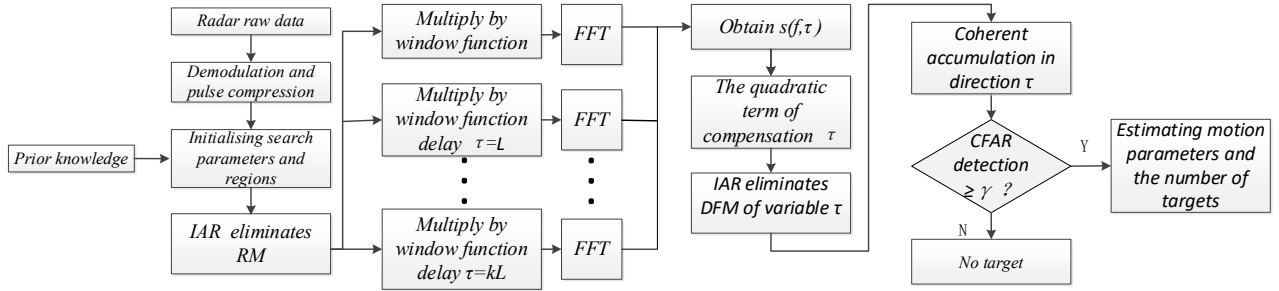 Radar raw data
Demodulation and
pulse compression
Prior knowledge
Initialising search
parameters and
regions
IAR eliminates
RM
Multiply by
window function
FFT
Multiply by
window function
delay τ=L
FFT
Multiply by
window function
delay τ=kL
FFT
Obtain s(f,τ)
The quadratic
term of
compensation τ
IAR eliminates
DFM of variable τ
Coherent
accumulation in
direction τ
CFAR
detection
≥ γ ?
Y
Estimating motion
parameters and
the number of
targets
N
No target